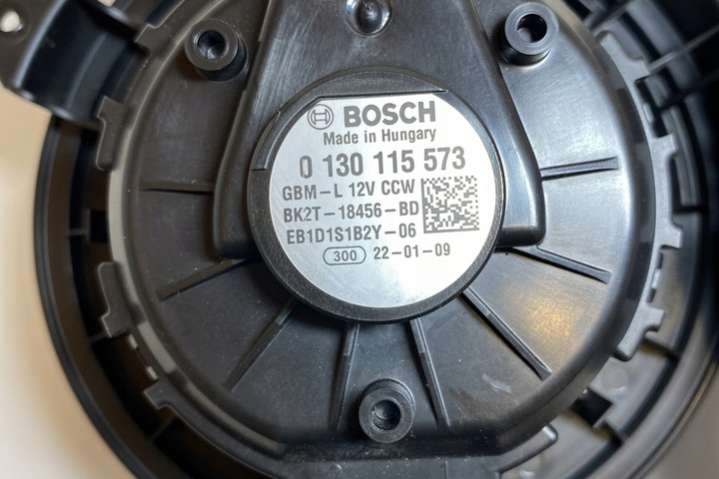 BOSCH
Made in Hungary
0 130 115 573
GBM-L 12V CCW
BK2T-18456-BD
EB1D1S1B2Y-06
300 22-01-09